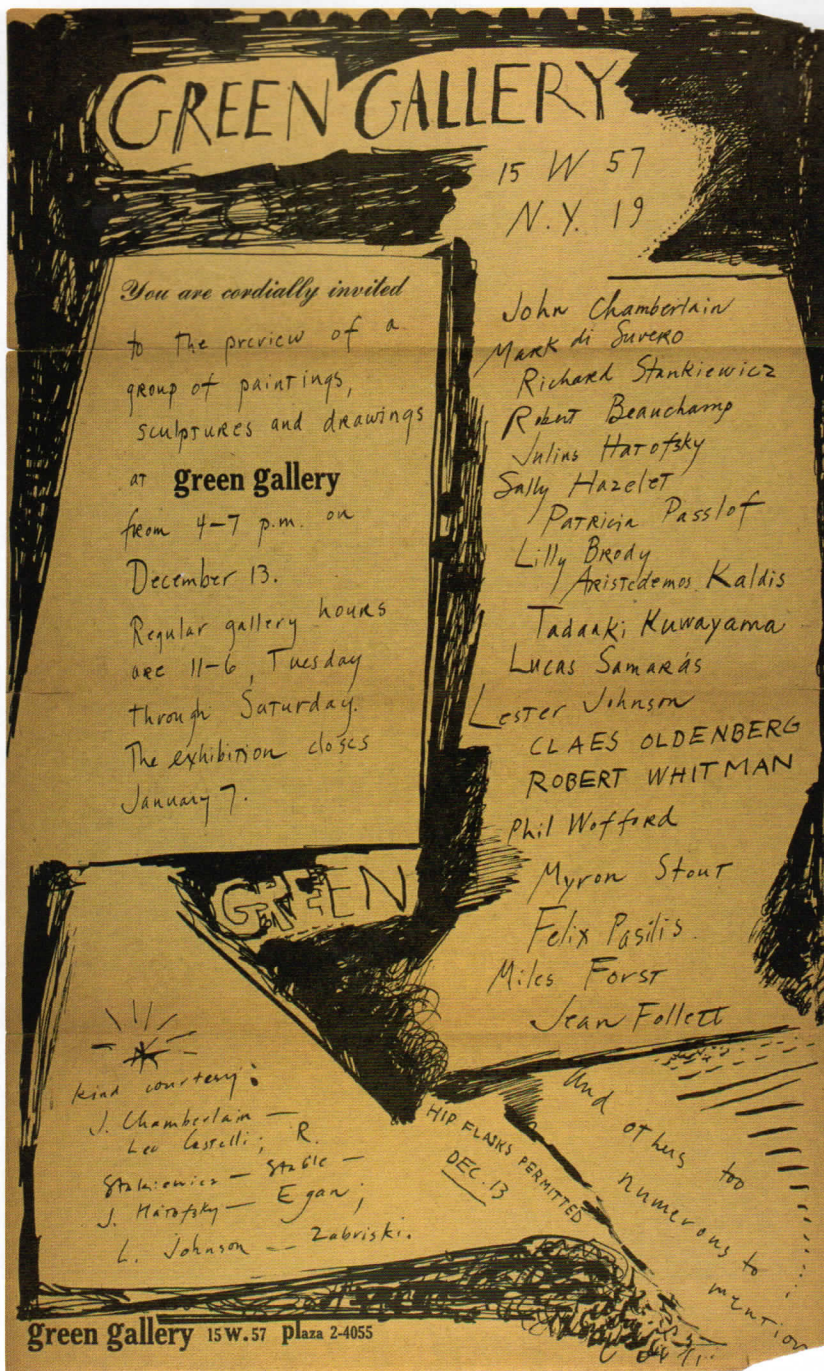 GREEN GALLERY
15 W 57
N.Y. 19
You are cordially invited
to the preview of a
group of paintings,
sculptures and drawings
at green gallery
from 4-7 p.m. on
December 13.
Regular gallery hours
are 11-6, Tuesday
through Saturday.
The exhibition closes
January 7.
John Chamberlain
Mark di Suvero
Richard Stankiewicz
Robert Beauchamp
Julius Hatofsky
Sally Hazelet
Patricia Passlof
Lilly Brody
Aristedemos Kaldis
Tadaaki Kuwayama
Lucas Samarás
Lester Johnson
CLAES OLDENBERG
ROBERT WHITMAN
Phil Wofford
Myron Stout
Felix Pasilis
Miles Forst
Jean Follett
And others too
numerous to
mention
GREEN
kind courtesy:
J. Chamberlain —
Leo Castelli; R.
Stakiewicz — Stable —
J. Hatofsky — Egan;
L. Johnson — Zabriski.
HIP FLASKS PERMITTED
DEC. 13
green gallery 15 W. 57 plaza 2-4055